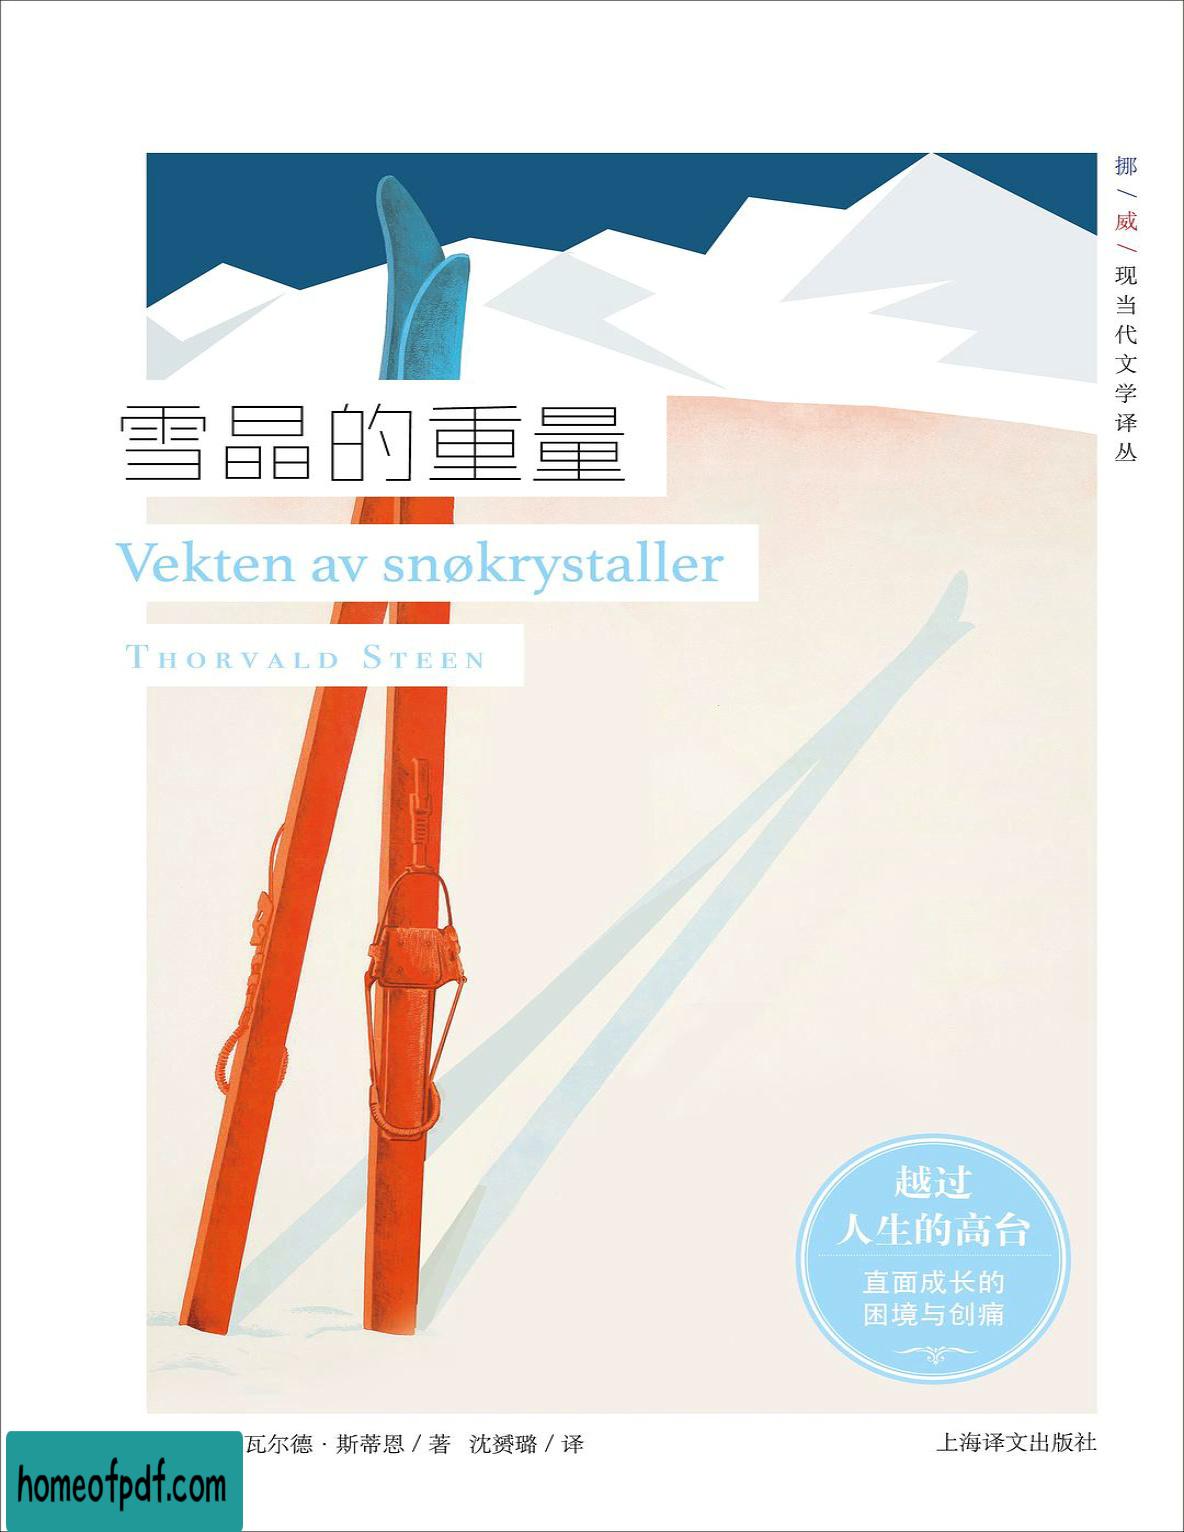 挪/威/现当代文学译丛
雪晶的重量
Vekten av snøkrystaller
THORVALD STEEN
越过
人生的高台
直面成长的
困境与创痛
瓦尔德·斯蒂恩/著 沈赟璐/译
上海译文出版社
homeofpdf.com